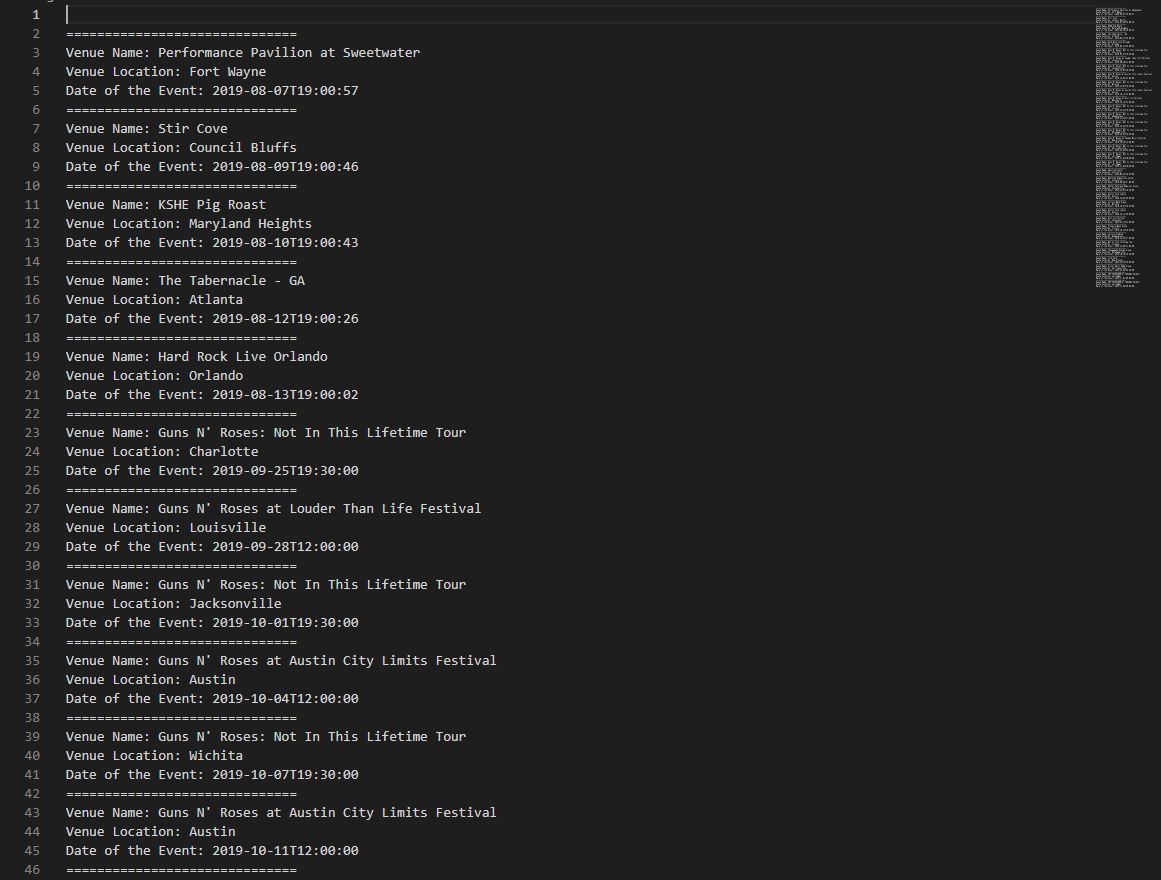 1
2 ==============================
3 Venue Name: Performance Pavilion at Sweetwater
4 Venue Location: Fort Wayne
5 Date of the Event: 2019-08-07T19:00:57
6 ==============================
7 Venue Name: Stir Cove
8 Venue Location: Council Bluffs
9 Date of the Event: 2019-08-09T19:00:46
10 ==============================
11 Venue Name: KSHE Pig Roast
12 Venue Location: Maryland Heights
13 Date of the Event: 2019-08-10T19:00:43
14 ==============================
15 Venue Name: The Tabernacle - GA
16 Venue Location: Atlanta
17 Date of the Event: 2019-08-12T19:00:26
18 ==============================
19 Venue Name: Hard Rock Live Orlando
20 Venue Location: Orlando
21 Date of the Event: 2019-08-13T19:00:02
22 ==============================
23 Venue Name: Guns N' Roses: Not In This Lifetime Tour
24 Venue Location: Charlotte
25 Date of the Event: 2019-09-25T19:30:00
26 ==============================
27 Venue Name: Guns N' Roses at Louder Than Life Festival
28 Venue Location: Louisville
29 Date of the Event: 2019-09-28T12:00:00
30 ==============================
31 Venue Name: Guns N' Roses: Not In This Lifetime Tour
32 Venue Location: Jacksonville
33 Date of the Event: 2019-10-01T19:30:00
34 ==============================
35 Venue Name: Guns N' Roses at Austin City Limits Festival
36 Venue Location: Austin
37 Date of the Event: 2019-10-04T12:00:00
38 ==============================
39 Venue Name: Guns N' Roses: Not In This Lifetime Tour
40 Venue Location: Wichita
41 Date of the Event: 2019-10-07T19:30:00
42 ==============================
43 Venue Name: Guns N' Roses at Austin City Limits Festival
44 Venue Location: Austin
45 Date of the Event: 2019-10-11T12:00:00
46 ==============================